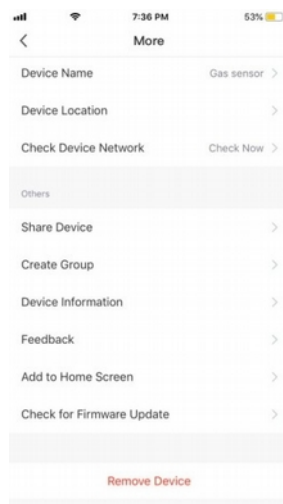 7:36 PM 53%
More
Device Name Gas sensor
Device Location
Check Device Network Check Now
Others
Share Device
Create Group
Device Information
Feedback
Add to Home Screen
Check for Firmware Update
Remove Device